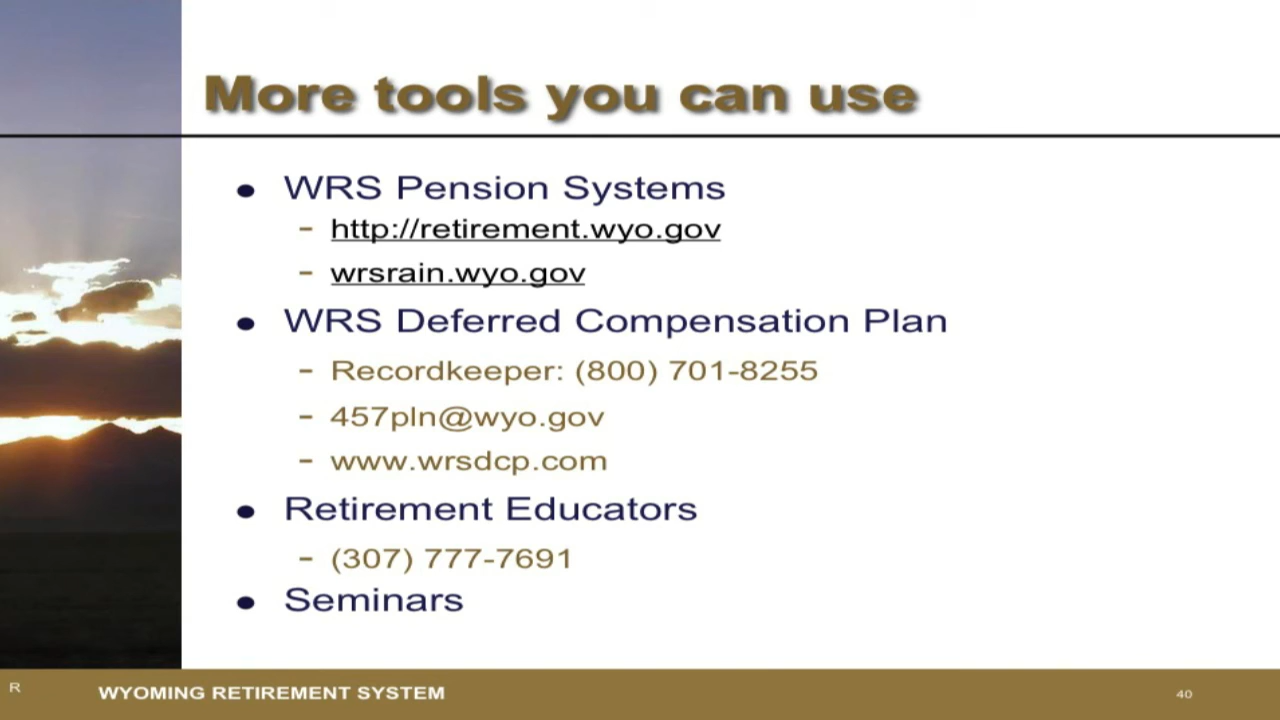 More tools you can use
● WRS Pension Systems
– http://retirement.wyo.gov
– wrsrain.wyo.gov
● WRS Deferred Compensation Plan
– Recordkeeper: (800) 701-8255
– 457pln@wyo.gov
– www.wrsdcp.com
● Retirement Educators
– (307) 777-7691
● Seminars
R
WYOMING RETIREMENT SYSTEM
40